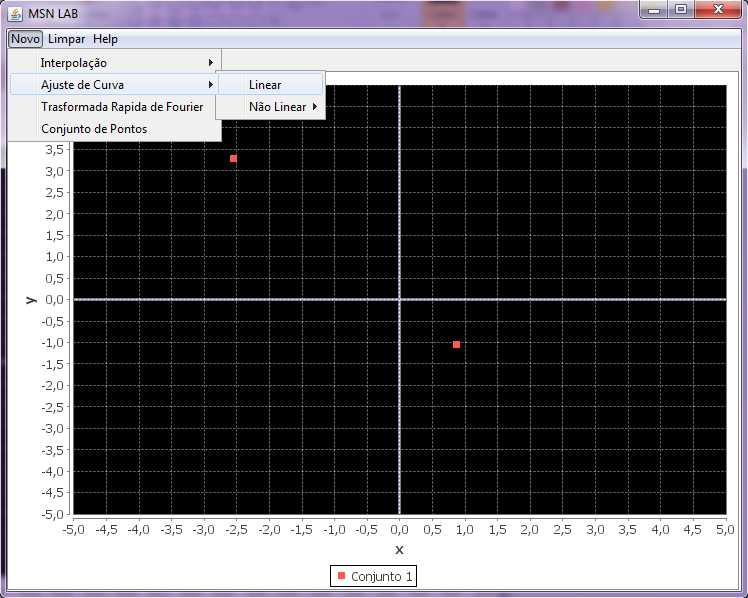 MSN LAB
Novo Limpar Help
Interpolação
Ajuste de Curva
Linear
Trasformada Rapida de Fourier
Não Linear
Conjunto de Pontos
3,5
3,0
2,5
2,0
1,5
1,0
0,5
0,0
-0,5
-1,0
-1,5
-2,0
-2,5
-3,0
-3,5
-4,0
-4,5
-5,0
y
-5,0 -4,5 -4,0 -3,5 -3,0 -2,5 -2,0 -1,5 -1,0 -0,5 0,0 0,5 1,0 1,5 2,0 2,5 3,0 3,5 4,0 4,5 5,0
x
Conjunto 1